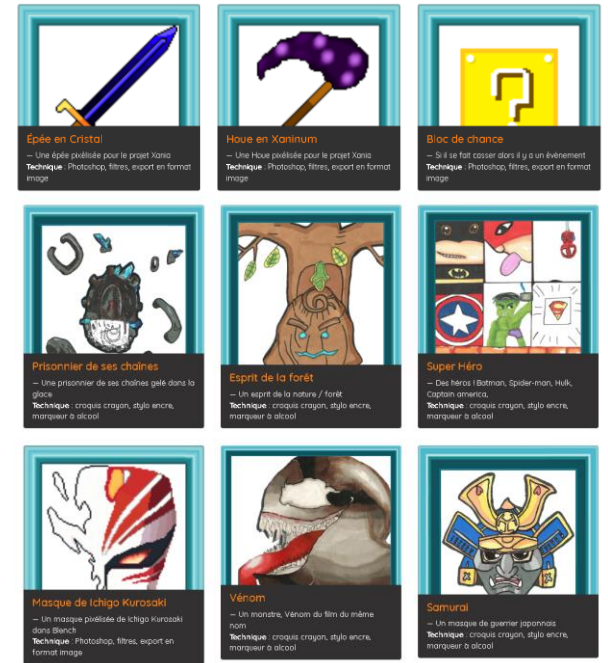 Épée en Cristal
— Une épée pixélisée pour le projet Xania
Technique : Photoshop, filtres, export en format
image
Houe en Xaninum
— Une Houe pixélisée pour le projet Xania
Technique : Photoshop, filtres, export en format
image
Bloc de chance
— Si il se fait casser alors il y a un évènement
Technique : Photoshop, filtres, export en format
image
Prisonnier de ses chaînes
— Une prisonnier de ses chaînes gelé dans la
glace
Technique : croquis crayon, stylo encre,
marqueur à alcool
Esprit de la forêt
— Un esprit de la nature / forêt
Technique : croquis crayon, stylo encre,
marqueur à alcool
Super Héro
— Des héros ! Batman, Spider-man, Hulk,
Captain america,
Technique : croquis crayon, stylo encre,
marqueur à alcool
Masque de Ichigo Kurosaki
— Un masque pixélisée de Ichigo Kurosaki
dans Blench
Technique : Photoshop, filtres, export en
format image
Vénom
— Un monstre, Vénom du film du même
nom
Technique : croquis crayon, stylo encre,
marqueur à alcool
Samurai
— Un masque de guerrier japonnais
Technique : croquis crayon, stylo encre,
marqueur à alcool